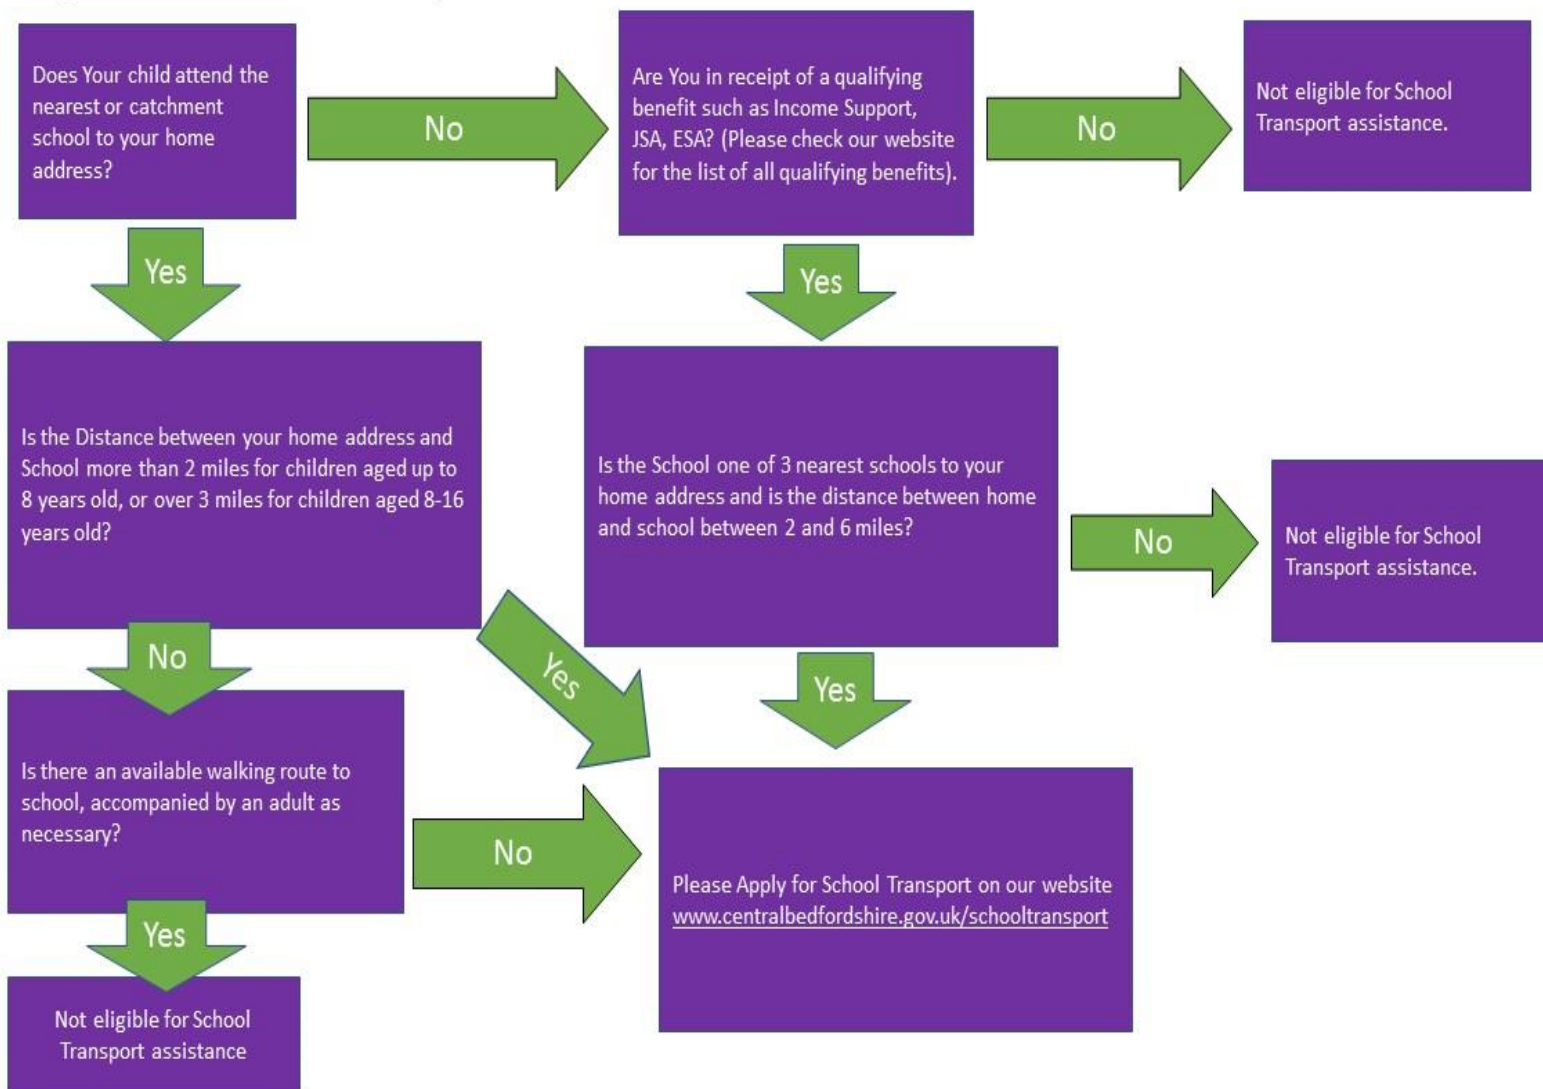 Does Your child attend the
nearest or catchment
school to your home
address?
No
Are You in receipt of a qualifying
benefit such as Income Support,
JSA, ESA? (Please check our website
for the list of all qualifying benefits).
No
Not eligible for School
Transport assistance.
Yes
Yes
Is the Distance between your home address and
School more than 2 miles for children aged up to
8 years old, or over 3 miles for children aged 8-16
years old?
Is the School one of 3 nearest schools to your
home address and is the distance between home
and school between 2 and 6 miles?
No
Not eligible for School
Transport assistance.
No
Yes
Yes
Is there an available walking route to
school, accompanied by an adult as
necessary?
No
Please Apply for School Transport on our website
www.centralbedfordshire.gov.uk/schooltransport
Yes
Not eligible for School
Transport assistance